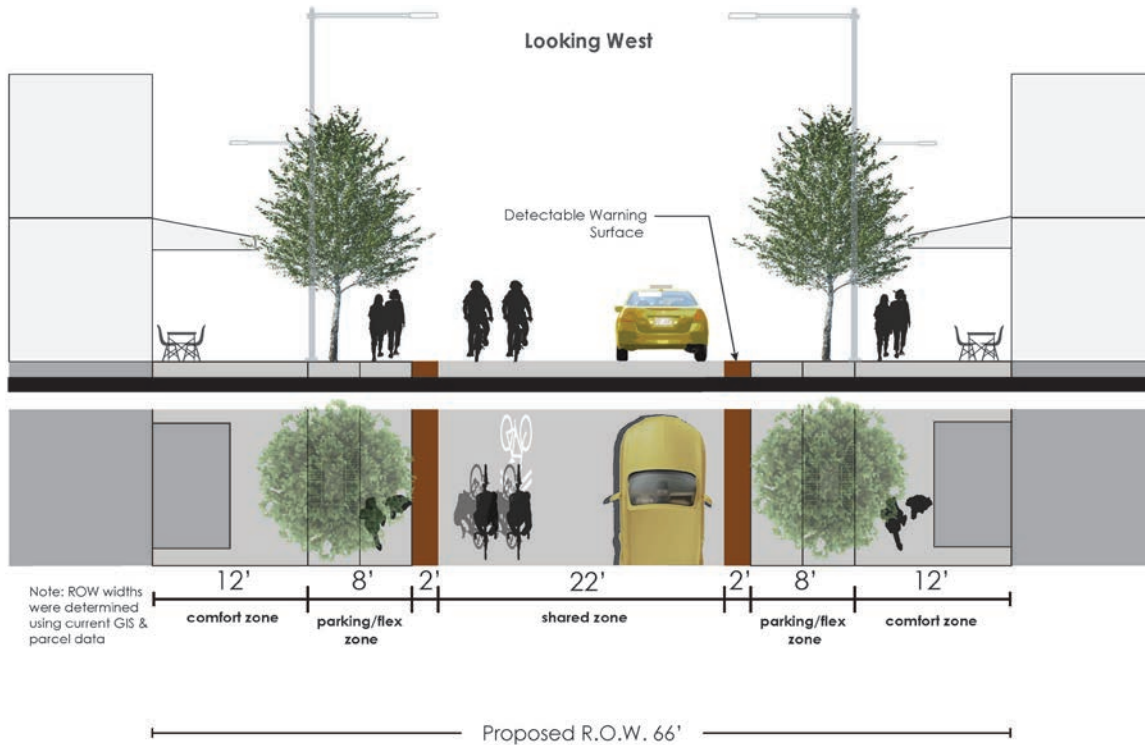 Looking West
Detectable Warning
Surface
12' 8' 2' 22' 2' 8' 12'
Note: ROW widths
were determined
using current GIS &
parcel data
comfort zone
parking/flex
zone
shared zone
parking/flex
zone
comfort zone
Proposed R.O.W. 66'